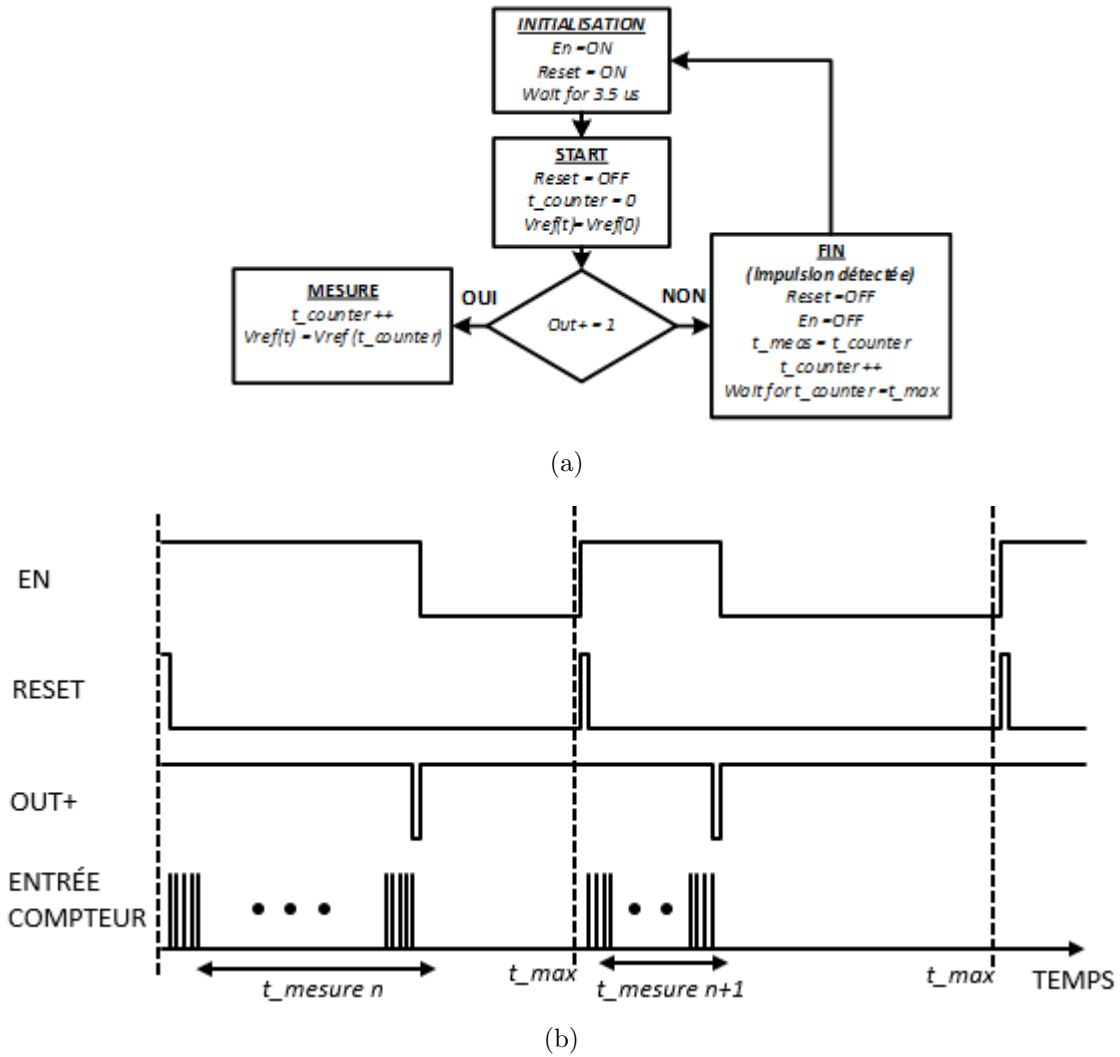 INITIALISATION
En =ON
Reset = ON
Wait for 3.5 us
START
Reset = OFF
t_counter = 0
Vref(t)=Vref(0)
MESURE
t_counter ++
Vref(t) = Vref (t_counter)
OUI
Out+ = 1
NON
FIN
(Impulsion détectée)
Reset =OFF
En =OFF
t_meas = t_counter
t_counter ++
Wait for t_counter =t_max
(a)
EN
RESET
OUT+
ENTRÉE
COMPTEUR
t_mesure n
t_max
t_mesure n+1
t_max
TEMPS
(b)